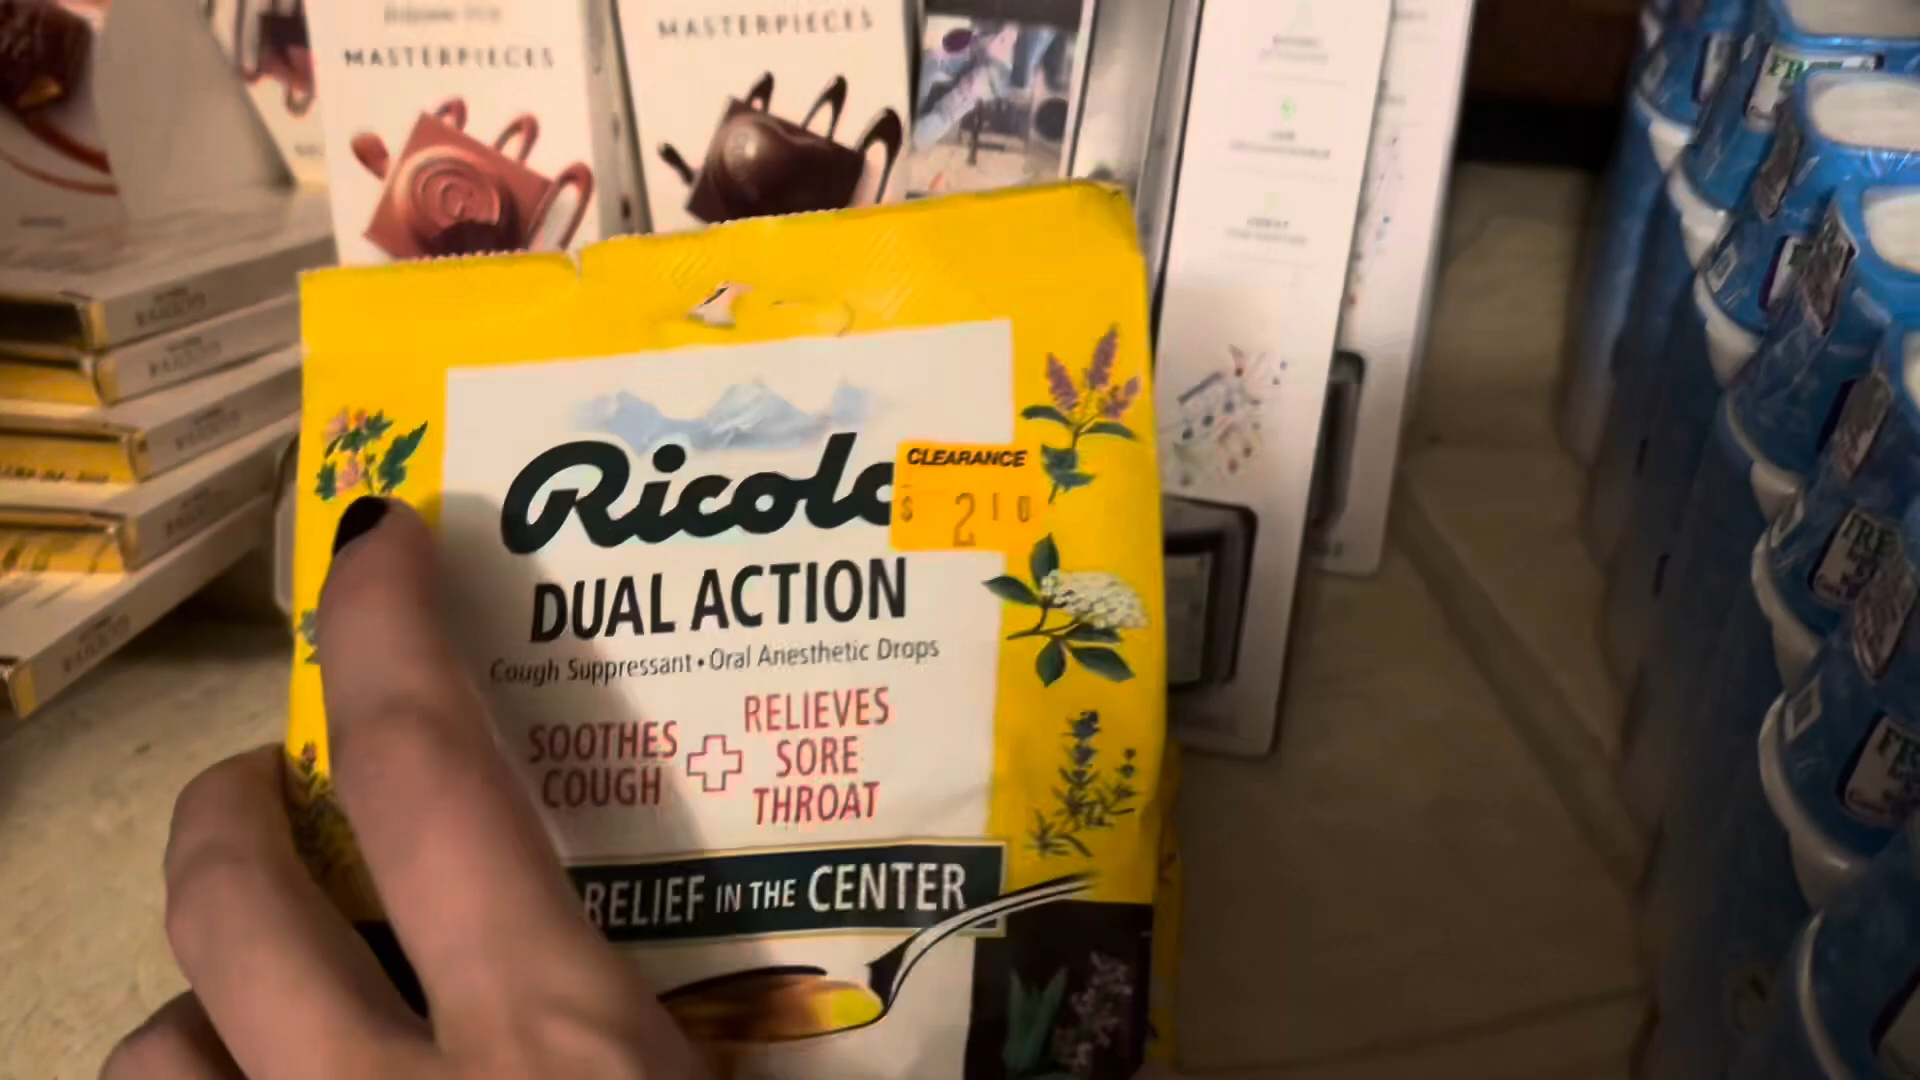 MASTERPIECES
MASTERPIECES
Ricol
CLEARANCE
$ 2 10
DUAL ACTION
Cough Suppressant • Oral Anesthetic Drops
SOOTHES
COUGH
RELIEVES
SORE
THROAT
RELIEF IN THE CENTER